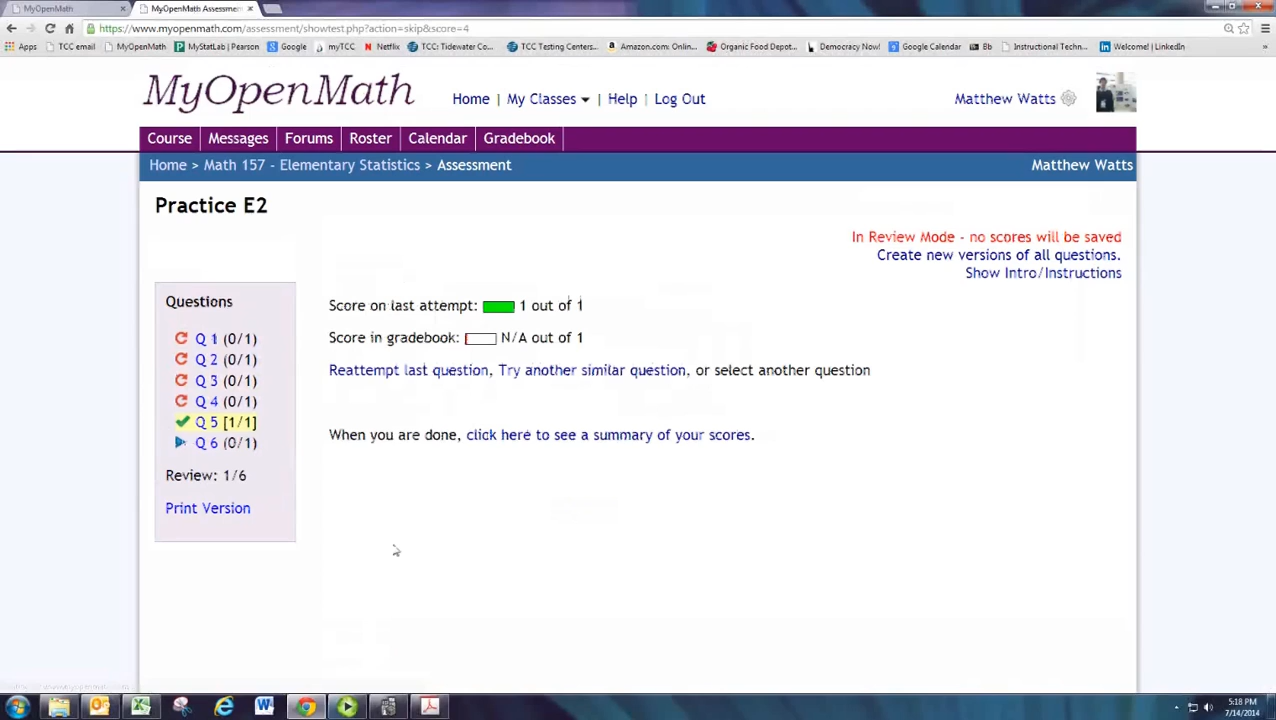 MyOpenMath
MyOpenMath Assessment
https://www.myopenmath.com/assessment/showtest.php?action=skip&score=4
Apps TCC email MyOpenMath MyStatLab | Pearson Google myTCC Netflix TCC: Tidewater Co... TCC Testing Centers... Amazon.com: Onlin... Organic Food Depot... Democracy Now! Google Calendar Bb Instructional Techn... Welcome! | LinkedIn »
MyOpenMath Home | My Classes | Help | Log Out Matthew Watts
Course Messages Forums Roster Calendar Gradebook
Home > Math 157 - Elementary Statistics > Assessment Matthew Watts
Practice E2
In Review Mode - no scores will be saved
Create new versions of all questions.
Show Intro/Instructions
Questions
Q 1 (0/1)
Q 2 (0/1)
Q 3 (0/1)
Q 4 (0/1)
Q 5 [1/1]
Q 6 (0/1)
Review: 1/6
Print Version
Score on last attempt: 1 out of 1
Score in gradebook: N/A out of 1
Reattempt last question, Try another similar question, or select another question
When you are done, click here to see a summary of your scores.
5:18 PM
7/14/2014